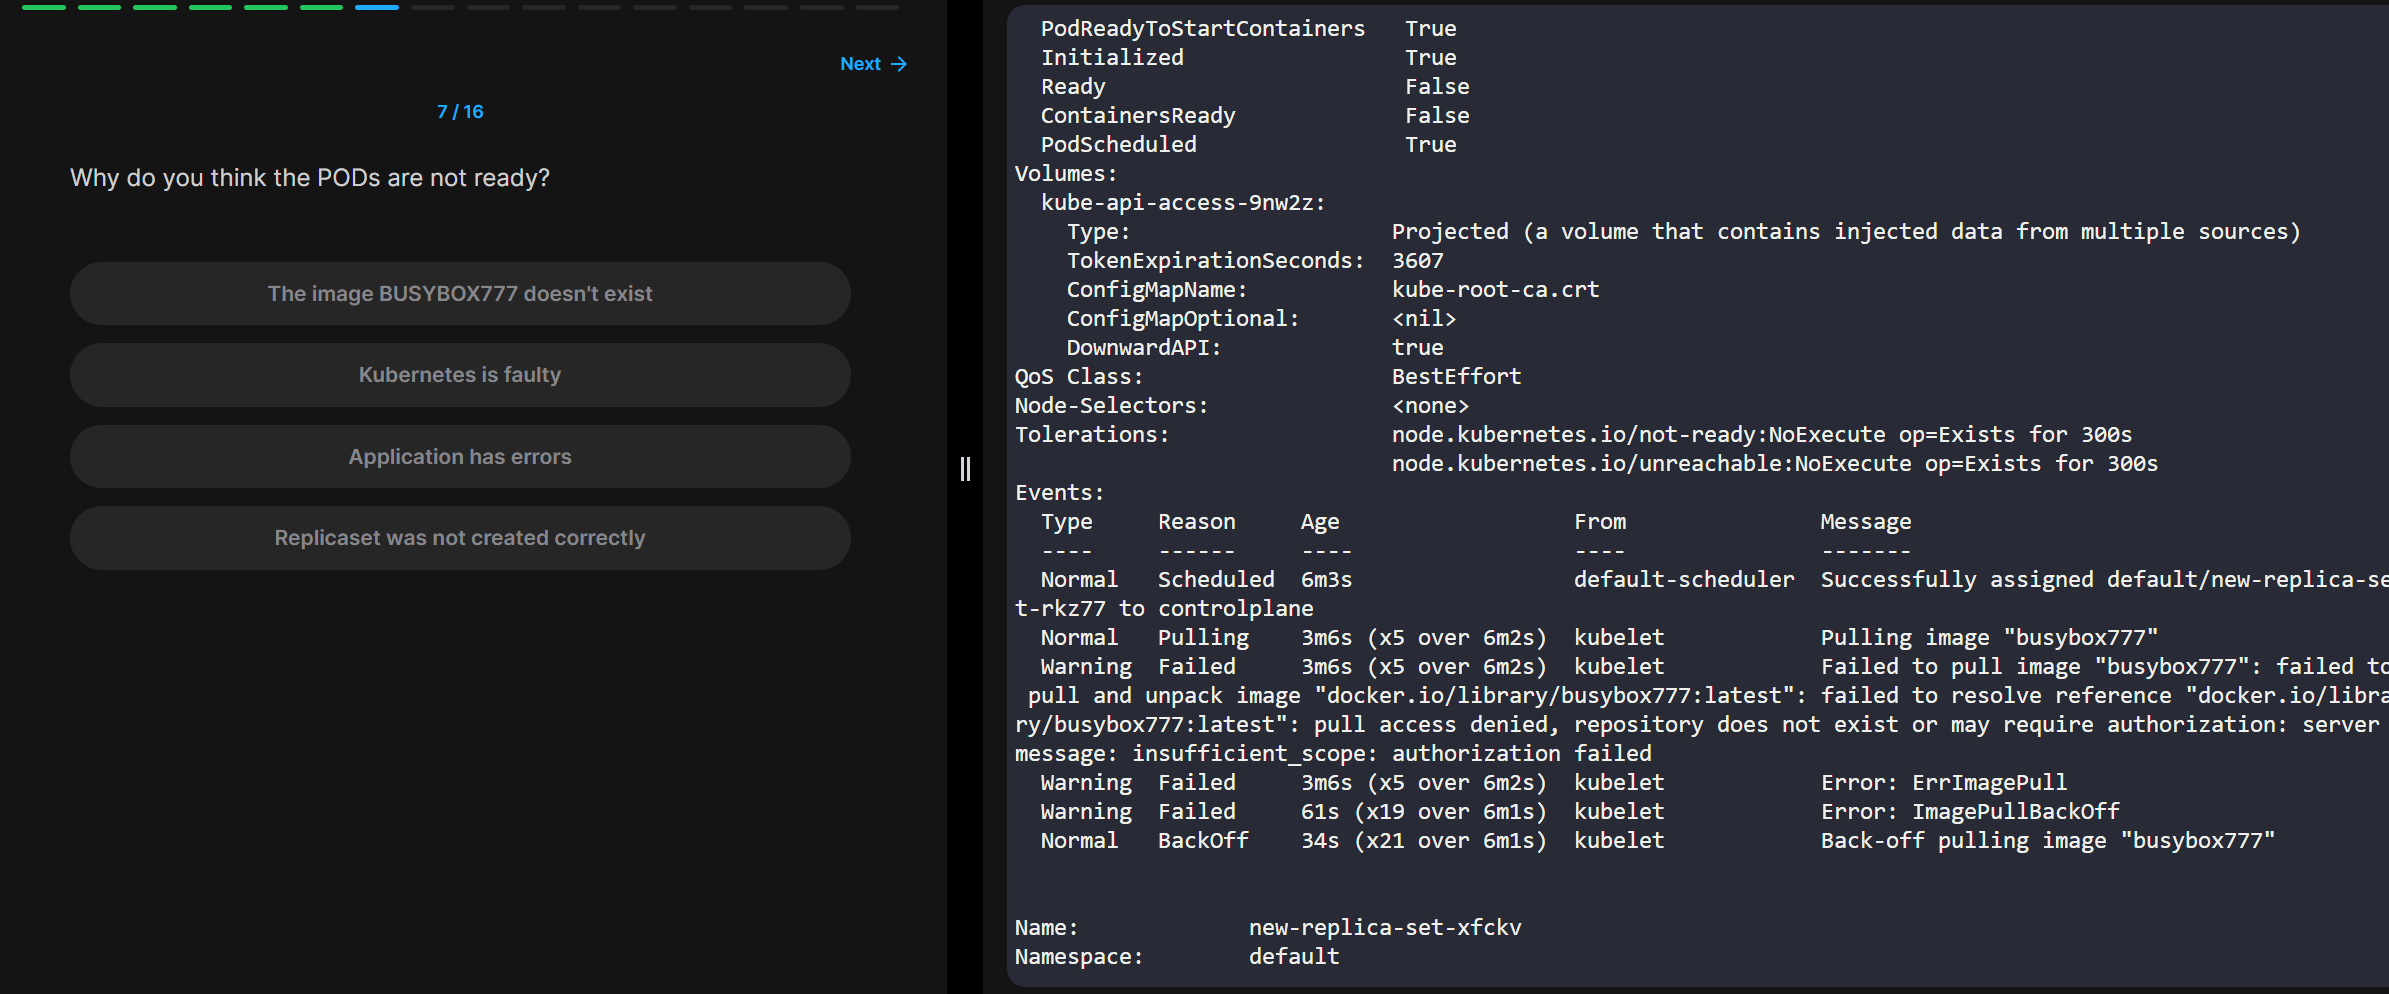 Next →
7 / 16
Why do you think the PODs are not ready?
The image BUSYBOX777 doesn't exist
Kubernetes is faulty
Application has errors
Replicaset was not created correctly
  PodReadyToStartContainers   True
  Initialized                 True
  Ready                       False
  ContainersReady             False
  PodScheduled                True
Volumes:
  kube-api-access-9nw2z:
    Type:                    Projected (a volume that contains injected data from multiple sources)
    TokenExpirationSeconds:  3607
    ConfigMapName:           kube-root-ca.crt
    ConfigMapOptional:       <nil>
    DownwardAPI:             true
QoS Class:                   BestEffort
Node-Selectors:              <none>
Tolerations:                 node.kubernetes.io/not-ready:NoExecute op=Exists for 300s
                             node.kubernetes.io/unreachable:NoExecute op=Exists for 300s
Events:
  Type     Reason     Age                  From               Message
  ----     ------     ----                 ----               -------
  Normal   Scheduled  6m3s                 default-scheduler  Successfully assigned default/new-replica-se
t-rkz77 to controlplane
  Normal   Pulling    3m6s (x5 over 6m2s)  kubelet            Pulling image "busybox777"
  Warning  Failed     3m6s (x5 over 6m2s)  kubelet            Failed to pull image "busybox777": failed to
 pull and unpack image "docker.io/library/busybox777:latest": failed to resolve reference "docker.io/libra
ry/busybox777:latest": pull access denied, repository does not exist or may require authorization: server
message: insufficient_scope: authorization failed
  Warning  Failed     3m6s (x5 over 6m2s)  kubelet            Error: ErrImagePull
  Warning  Failed     61s (x19 over 6m1s)  kubelet            Error: ImagePullBackOff
  Normal   BackOff    34s (x21 over 6m1s)  kubelet            Back-off pulling image "busybox777"
Name:             new-replica-set-xfckv
Namespace:        default